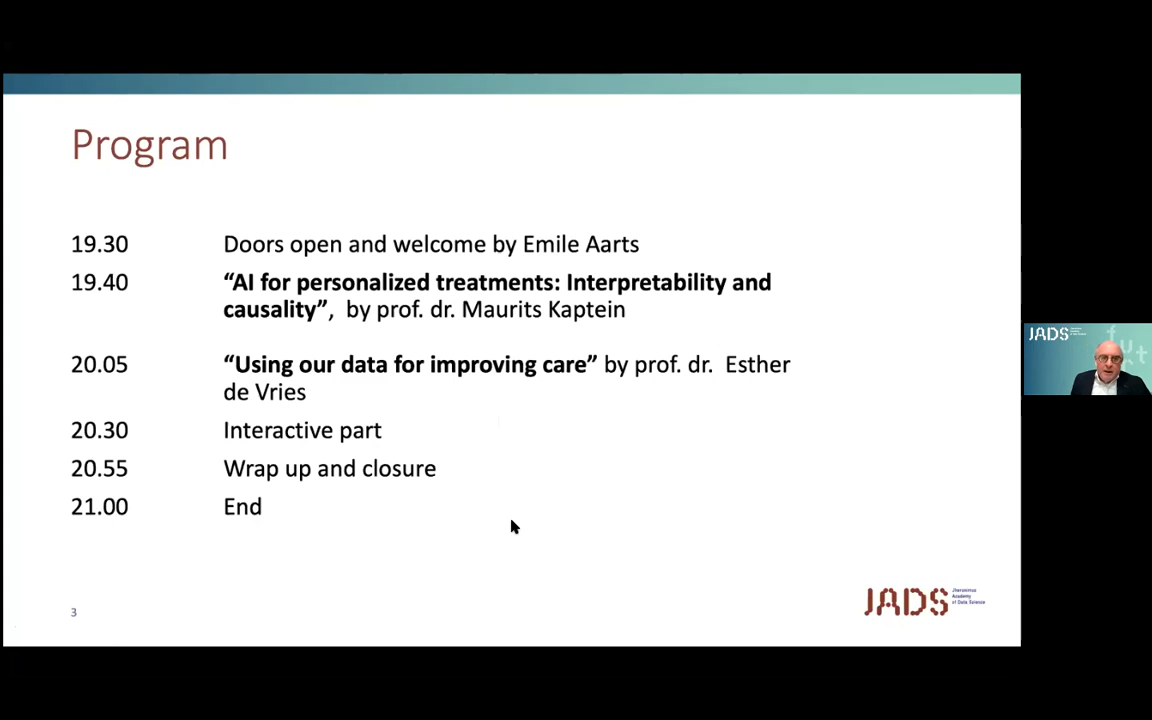 Program
19.30 Doors open and welcome by Emile Aarts
19.40 “AI for personalized treatments: Interpretability and
causality”, by prof. dr. Maurits Kaptein
20.05 “Using our data for improving care” by prof. dr. Esther
de Vries
20.30 Interactive part
20.55 Wrap up and closure
21.00 End
3
JADS
Jheronimus
Academy
of Data Science
JADS